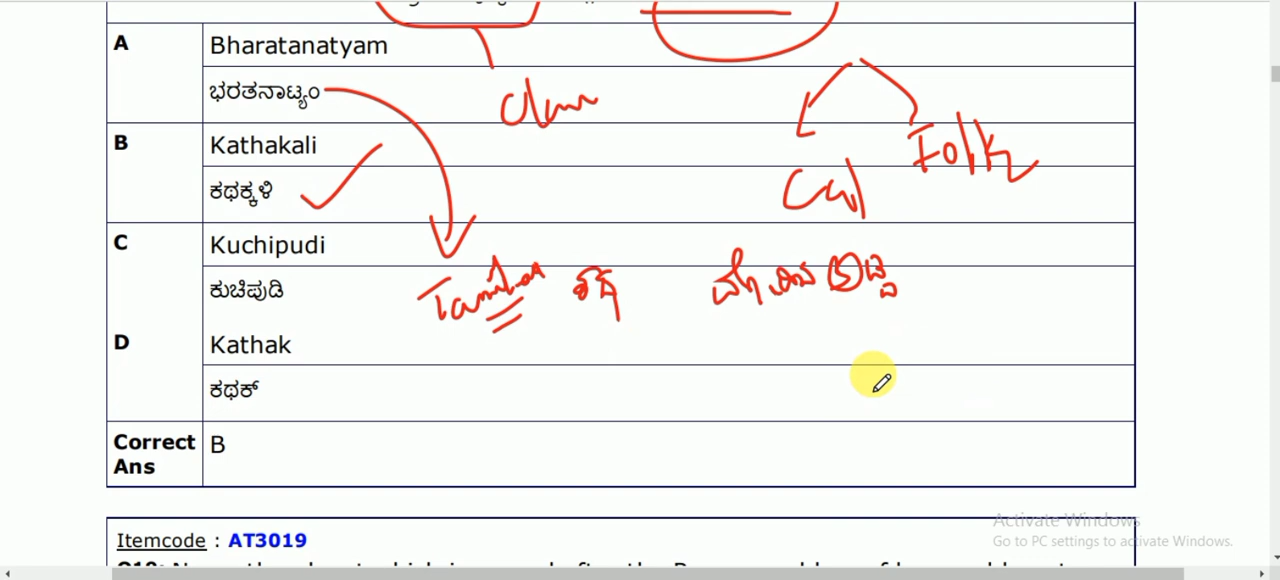 A
Bharatanatyam
ಭರತನಾಟ್ಯಂ
B
Kathakali
ಕಥಕ್ಕಳಿ
Folk
C
Kuchipudi
ಕುಚಿಪುಡಿ
D
Kathak
ಕಥಕ್
Correct Ans
B
Activate Windows
Go to PC settings to activate Windows.
Itemcode : AT3019